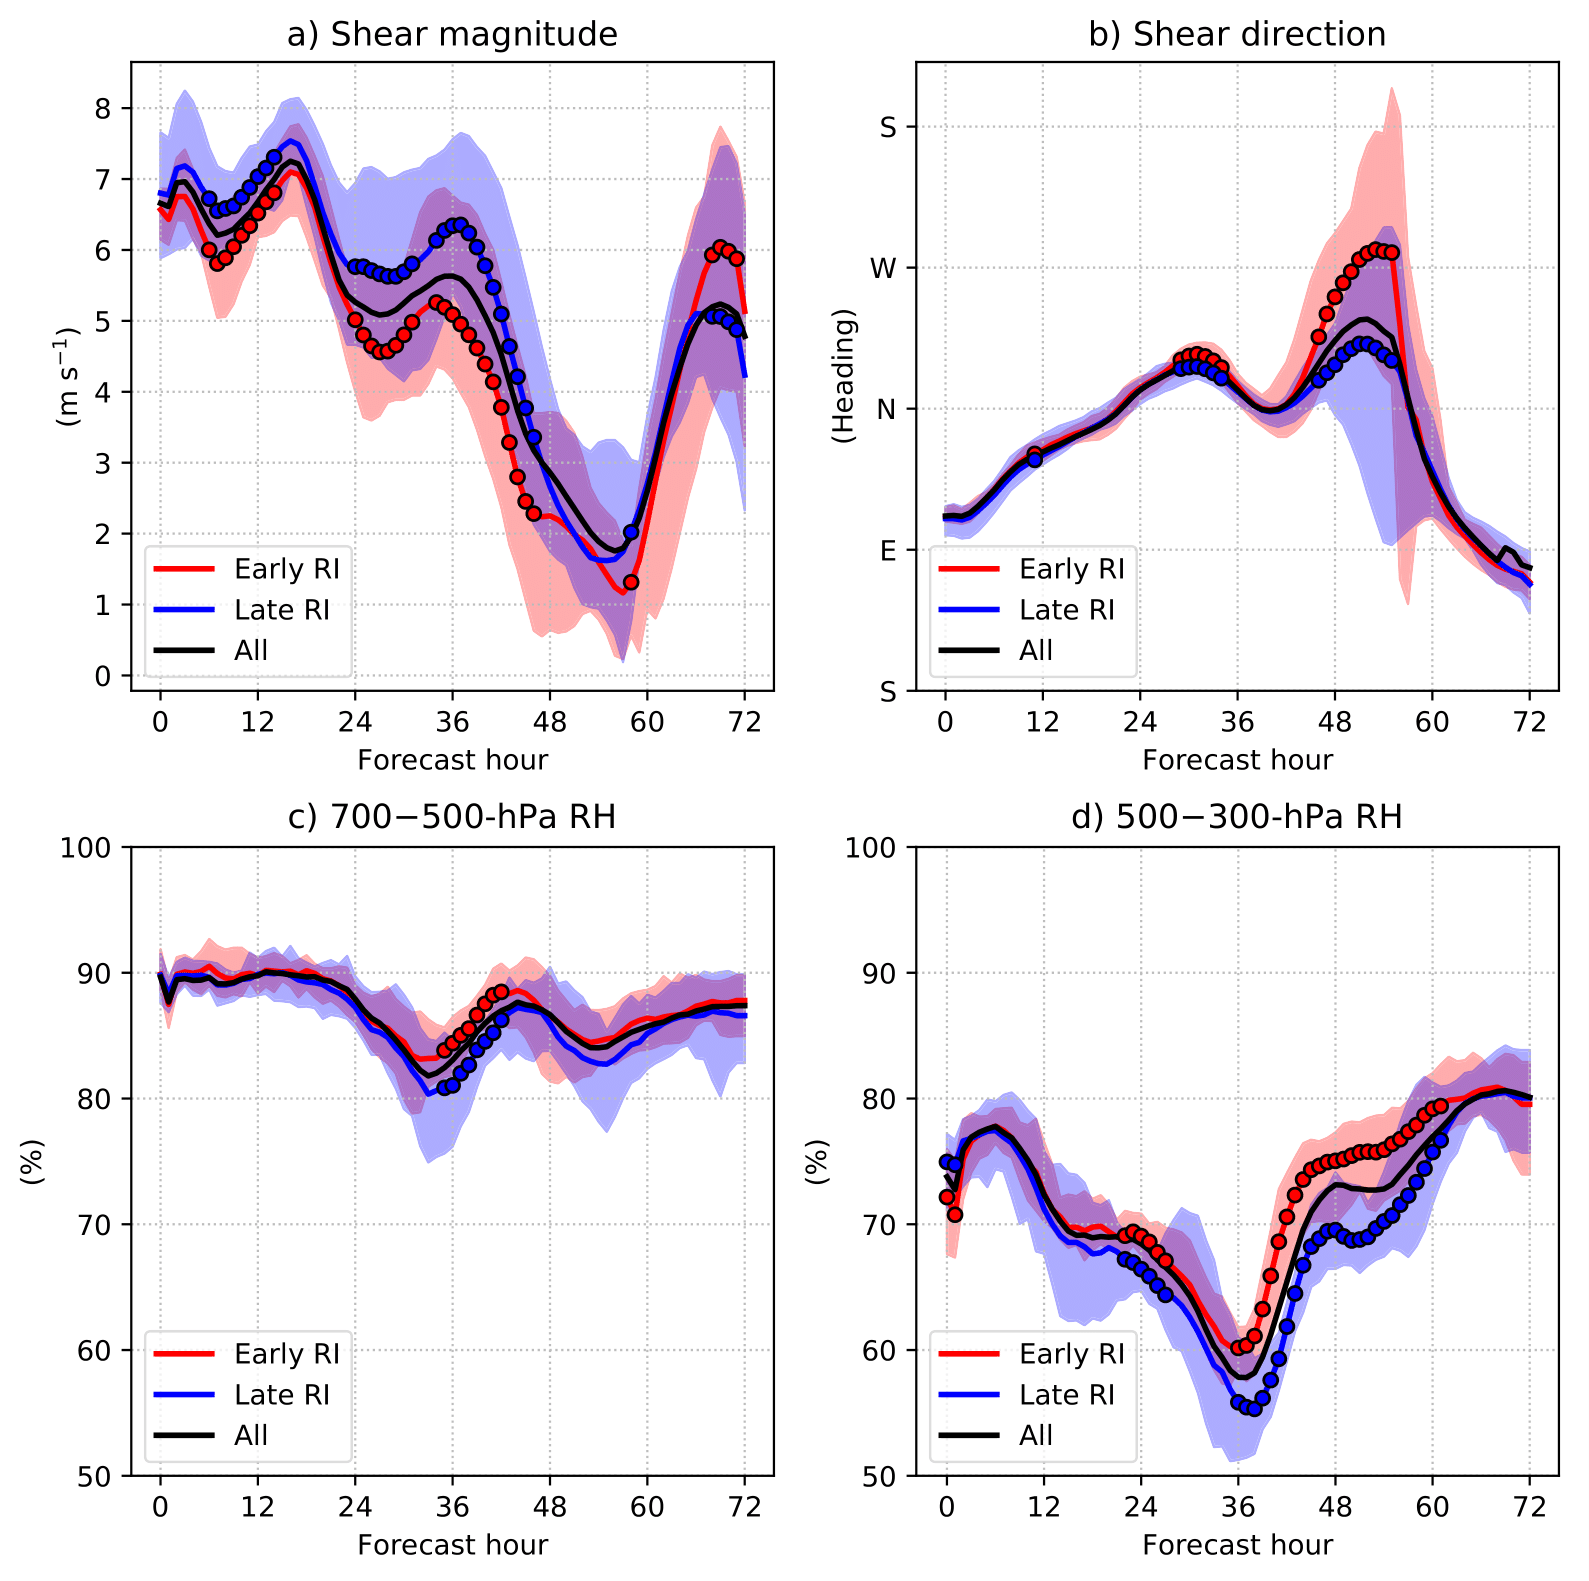 a) Shear magnitude
8
7
6
5
4
3
2
1
0
(m s⁻¹)
Early RI
Late RI
All
0 12 24 36 48 60 72
Forecast hour
b) Shear direction
S
W
N
E
S
(Heading)
Early RI
Late RI
All
0 12 24 36 48 60 72
Forecast hour
c) 700−500-hPa RH
100
90
80
70
60
50
(%)
Early RI
Late RI
All
0 12 24 36 48 60 72
Forecast hour
d) 500−300-hPa RH
100
90
80
70
60
50
(%)
Early RI
Late RI
All
0 12 24 36 48 60 72
Forecast hour